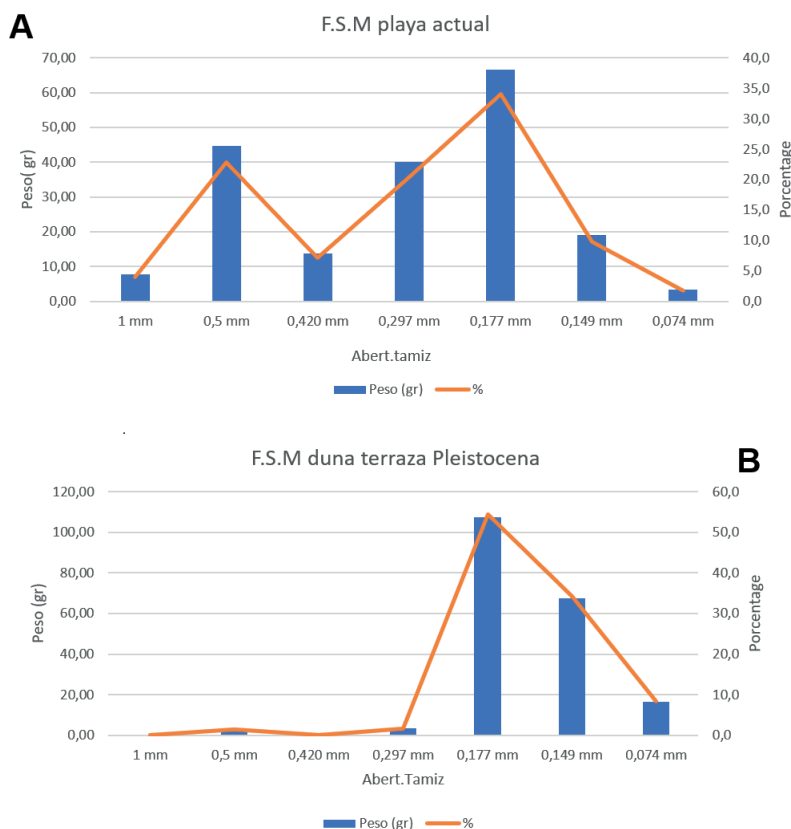 A
F.S.M playa actual
70,00
60,00
50,00
40,00
30,00
20,00
10,00
0,00
Peso( gr)
40,0
35,0
30,0
25,0
20,0
15,0
10,0
5,0
0,0
Porcentage
1 mm 0,5 mm 0,420 mm 0,297 mm 0,177 mm 0,149 mm 0,074 mm
Abert.tamiz
Peso (gr) %
B
F.S.M duna terraza Pleistocena
120,00
100,00
80,00
60,00
40,00
20,00
0,00
Peso (gr)
60,0
50,0
40,0
30,0
20,0
10,0
0,0
Porcentage
1 mm 0,5 mm 0,420 mm 0,297 mm 0,177 mm 0,149 mm 0,074 mm
Abert.Tamiz
Peso (gr) %